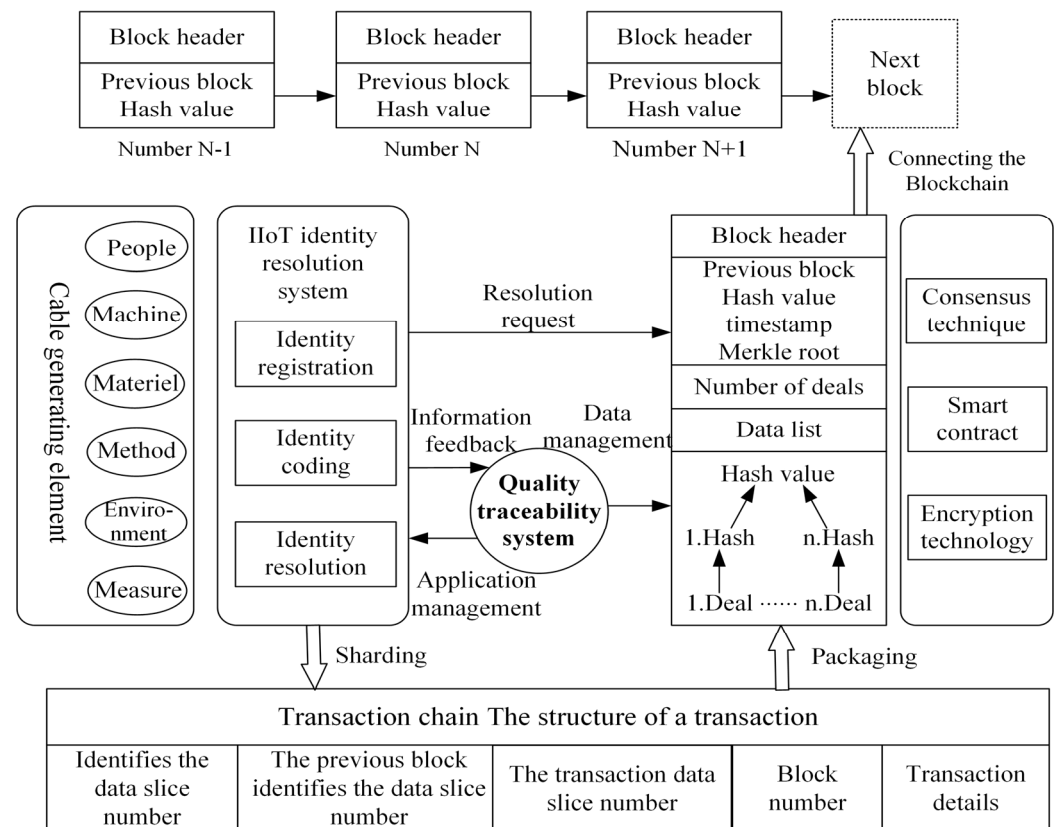 Block header
Previous block
Hash value
Number N-1
Block header
Previous block
Hash value
Number N
Block header
Previous block
Hash value
Number N+1
Next
block
Connecting the
Blockchain
Cable generating element
People
Machine
Materiel
Method
Enviro-
nment
Measure
IIoT identity
resolution
system
Identity
registration
Identity
coding
Identity
resolution
Resolution
request
Information
feedback
Data
management
Quality
traceability
system
Application
management
Block header
Previous block
Hash value
timestamp
Merkle root
Number of deals
Data list
Hash value
1.Hash
n.Hash
1.Deal ······ n.Deal
Consensus
technique
Smart
contract
Encryption
technology
Sharding
Packaging
Transaction chain The structure of a transaction
Identifies the
data slice
number
The previous block
identifies the data slice
number
The transaction data
slice number
Block
number
Transaction
details